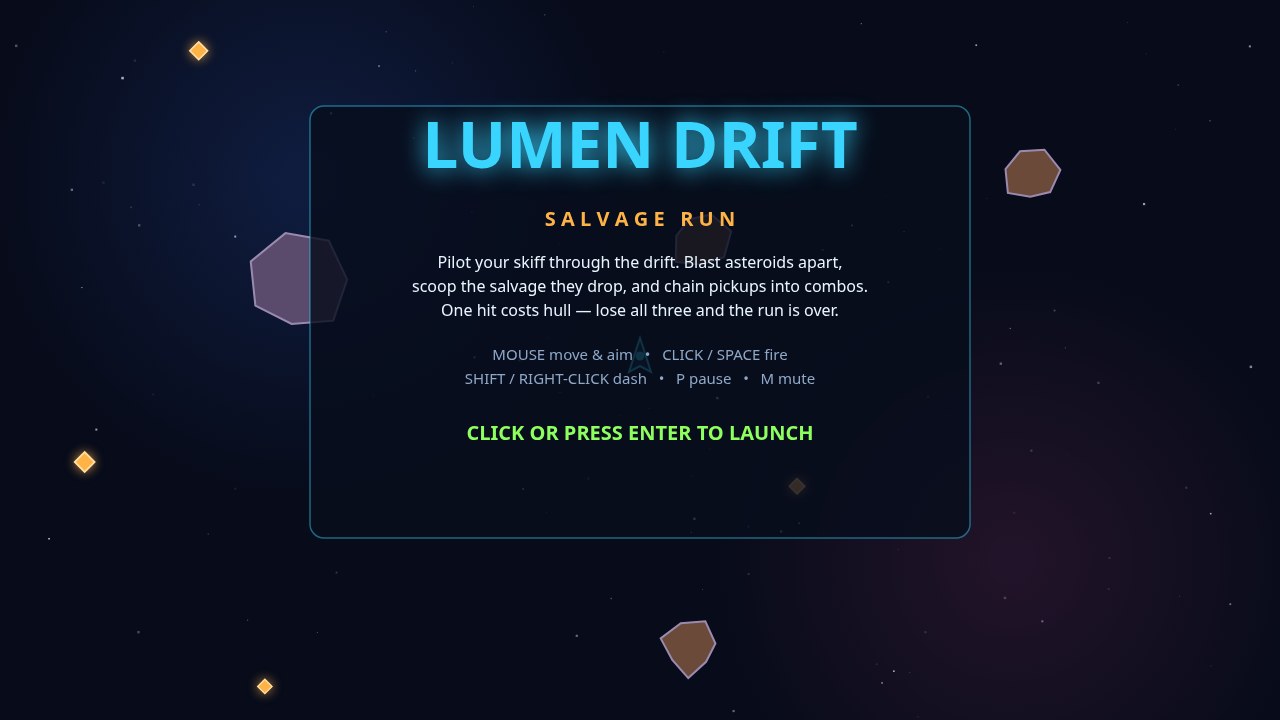 LUMEN DRIFT
SALVAGE RUN
Pilot your skiff through the drift. Blast asteroids apart,
scoop the salvage they drop, and chain pickups into combos.
One hit costs hull — lose all three and the run is over.
MOUSE move & aim • CLICK / SPACE fire
SHIFT / RIGHT-CLICK dash • P pause • M mute
CLICK OR PRESS ENTER TO LAUNCH